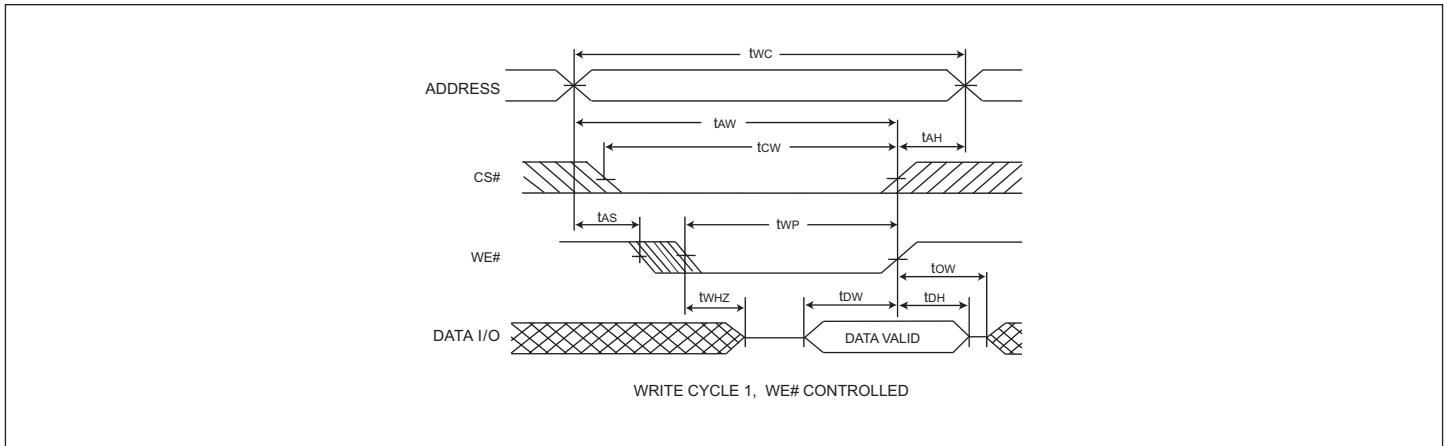 tWC
ADDRESS
tAW
tAH
tCW
CS#
tAS
tWP
WE#
tOW
tWHZ
tDW
tDH
DATA I/O
DATA VALID
WRITE CYCLE 1, WE# CONTROLLED